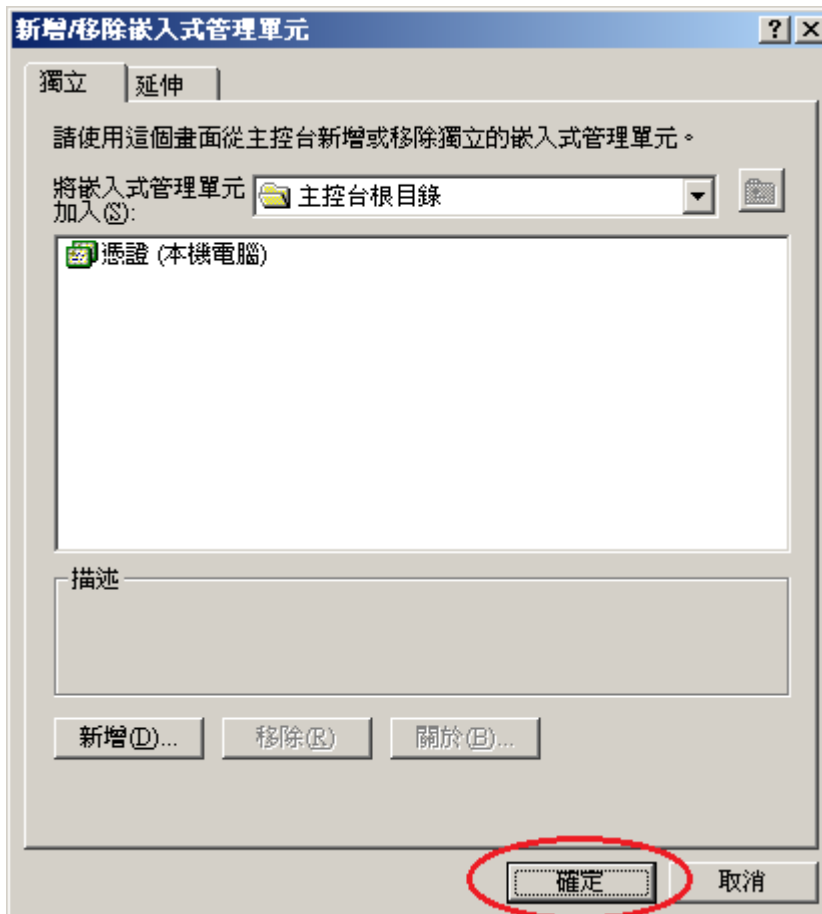 新增/移除嵌入式管理單元
獨立
延伸
請使用這個畫面從主控台新增或移除獨立的嵌入式管理單元。
將嵌入式管理單元
加入(S):
主控台根目錄
憑證 (本機電腦)
描述
新增(D)...
移除(R)
關於(B)...
確定
取消